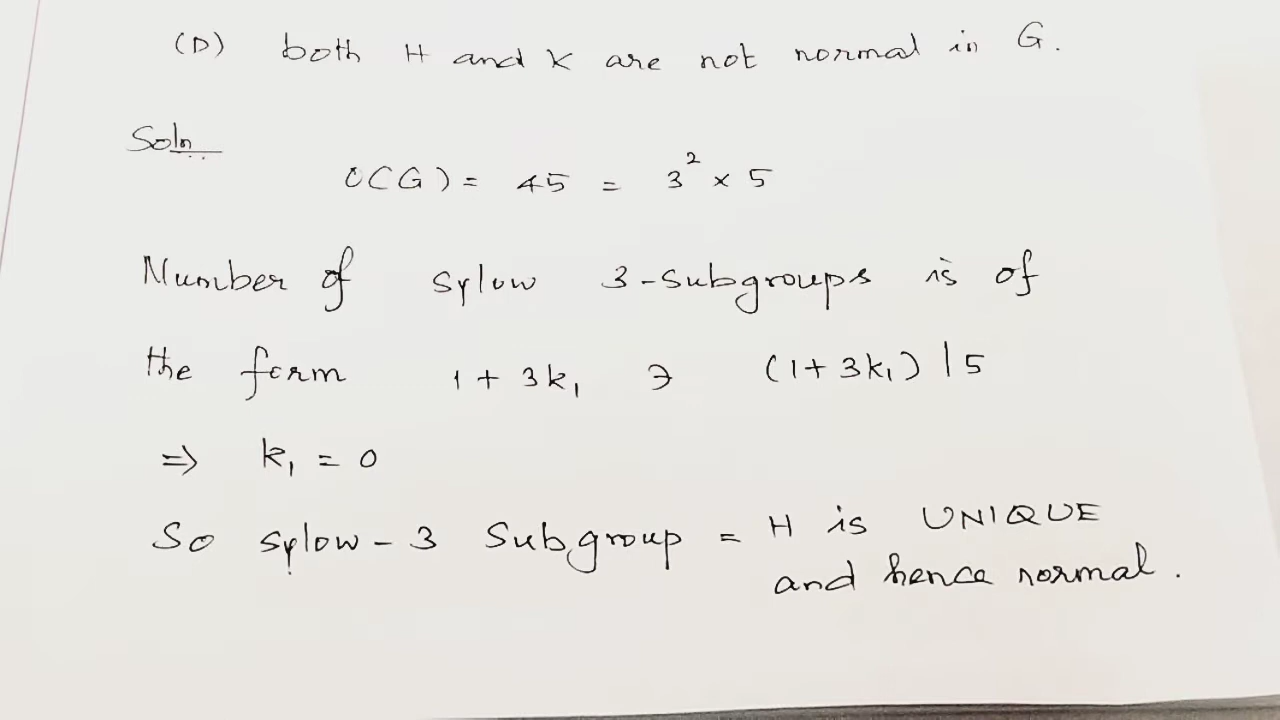 (D) both H and K are not normal in G.
Soln
O(G) = 45 = 3² × 5
Number of sylow 3-subgroups is of
the form 1 + 3k₁ ∋ (1 + 3k₁) | 5
⇒ k₁ = 0
So sylow-3 Subgroup = H is UNIQUE
and hence normal.